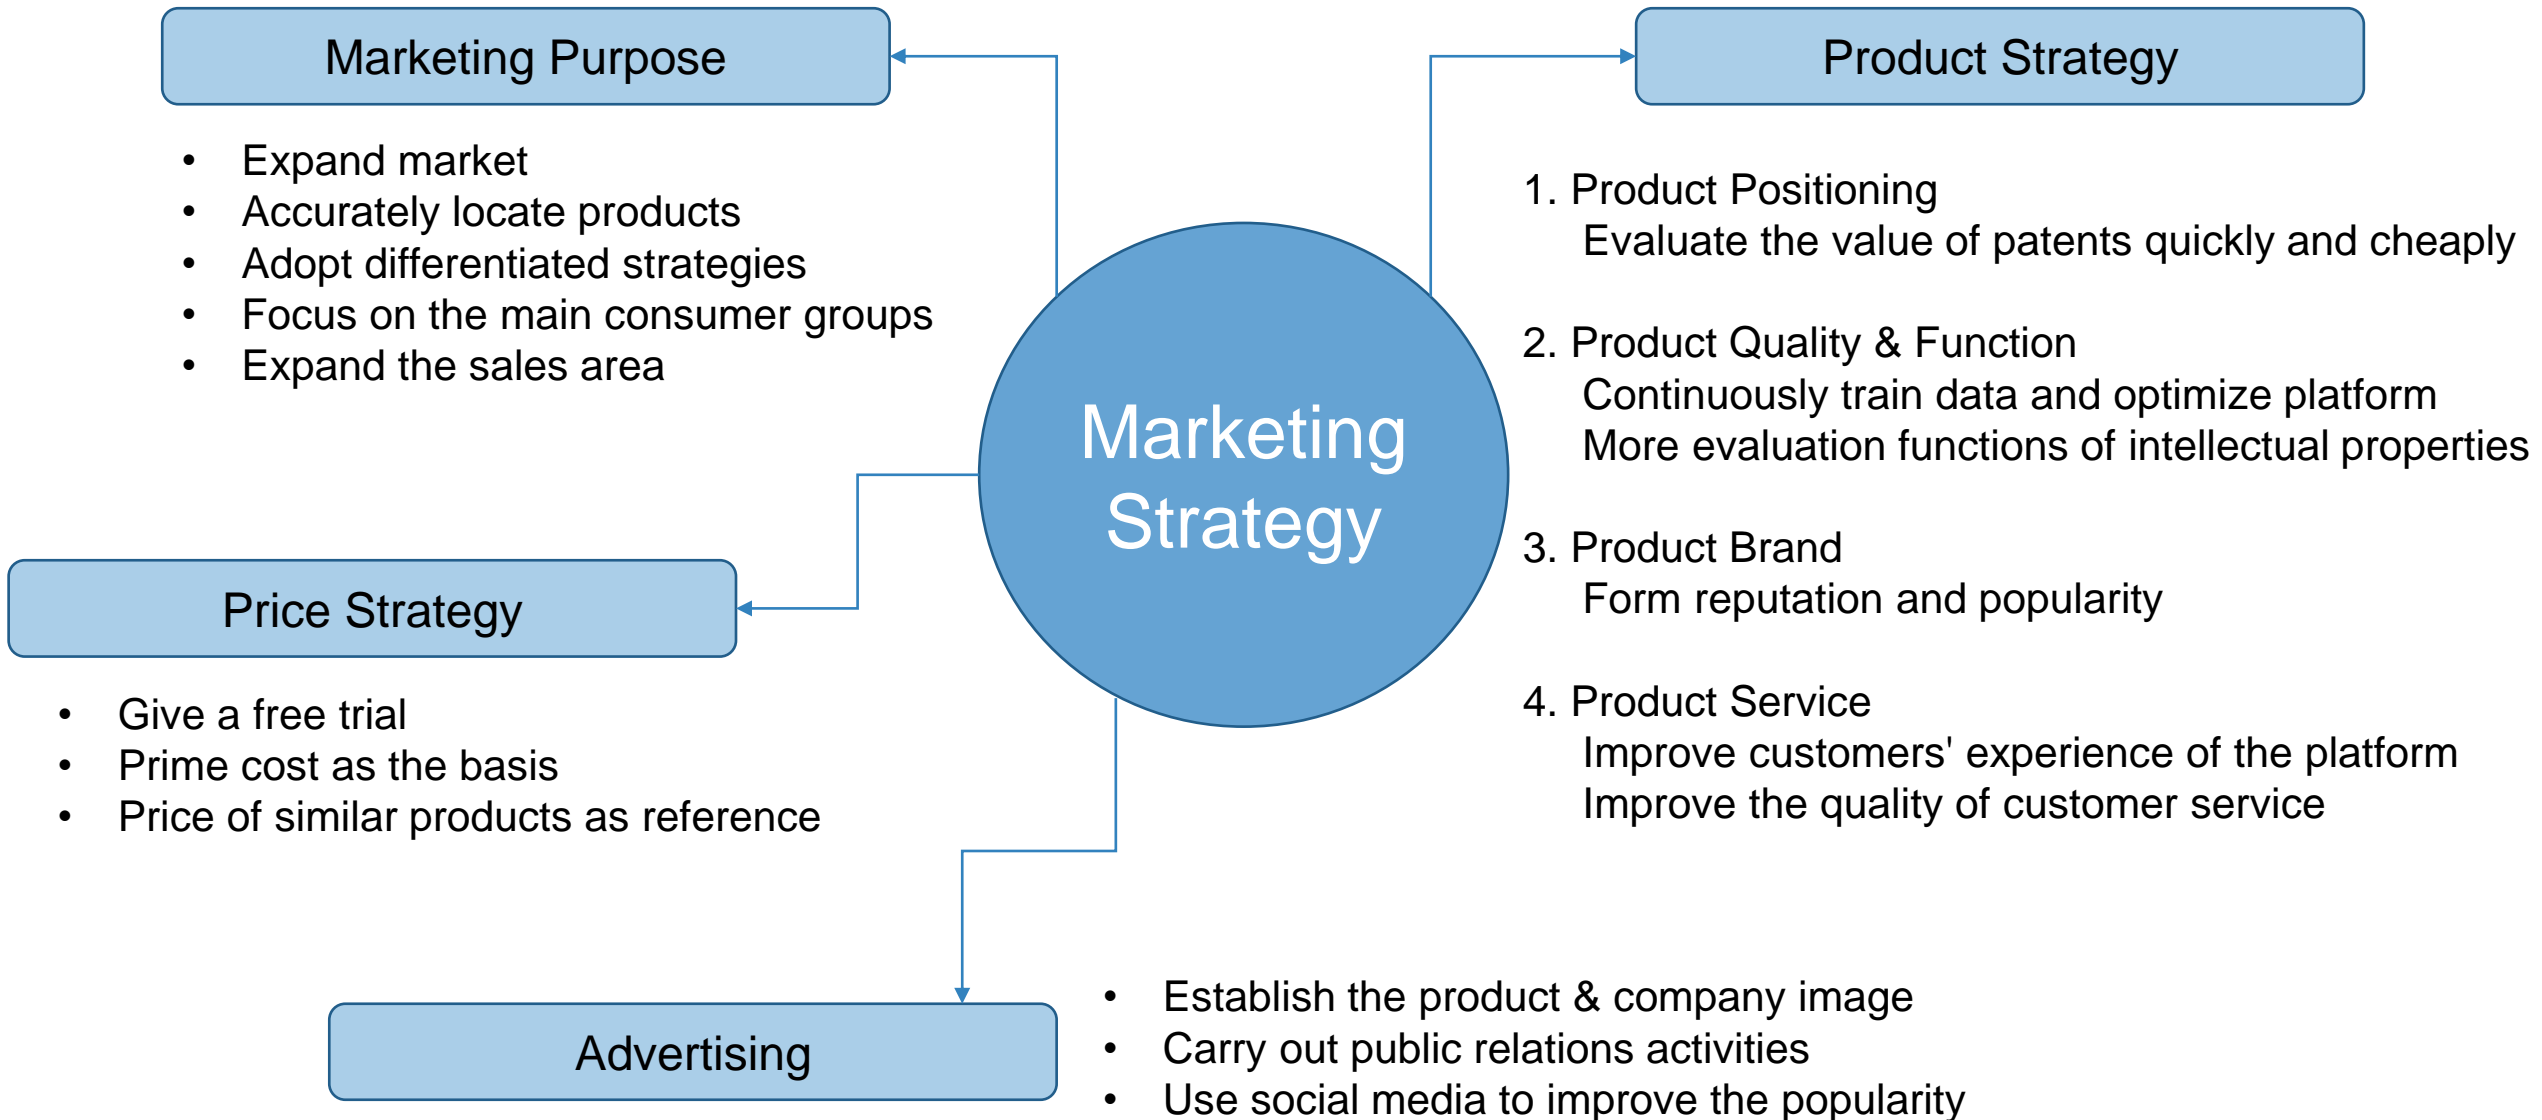 Marketing Purpose
• Expand market
• Accurately locate products
• Adopt differentiated strategies
• Focus on the main consumer groups
• Expand the sales area
Product Strategy
1. Product Positioning
Evaluate the value of patents quickly and cheaply
2. Product Quality & Function
Continuously train data and optimize platform
More evaluation functions of intellectual properties
3. Product Brand
Form reputation and popularity
4. Product Service
Improve customers' experience of the platform
Improve the quality of customer service
Marketing
Strategy
Price Strategy
• Give a free trial
• Prime cost as the basis
• Price of similar products as reference
Advertising
• Establish the product & company image
• Carry out public relations activities
• Use social media to improve the popularity